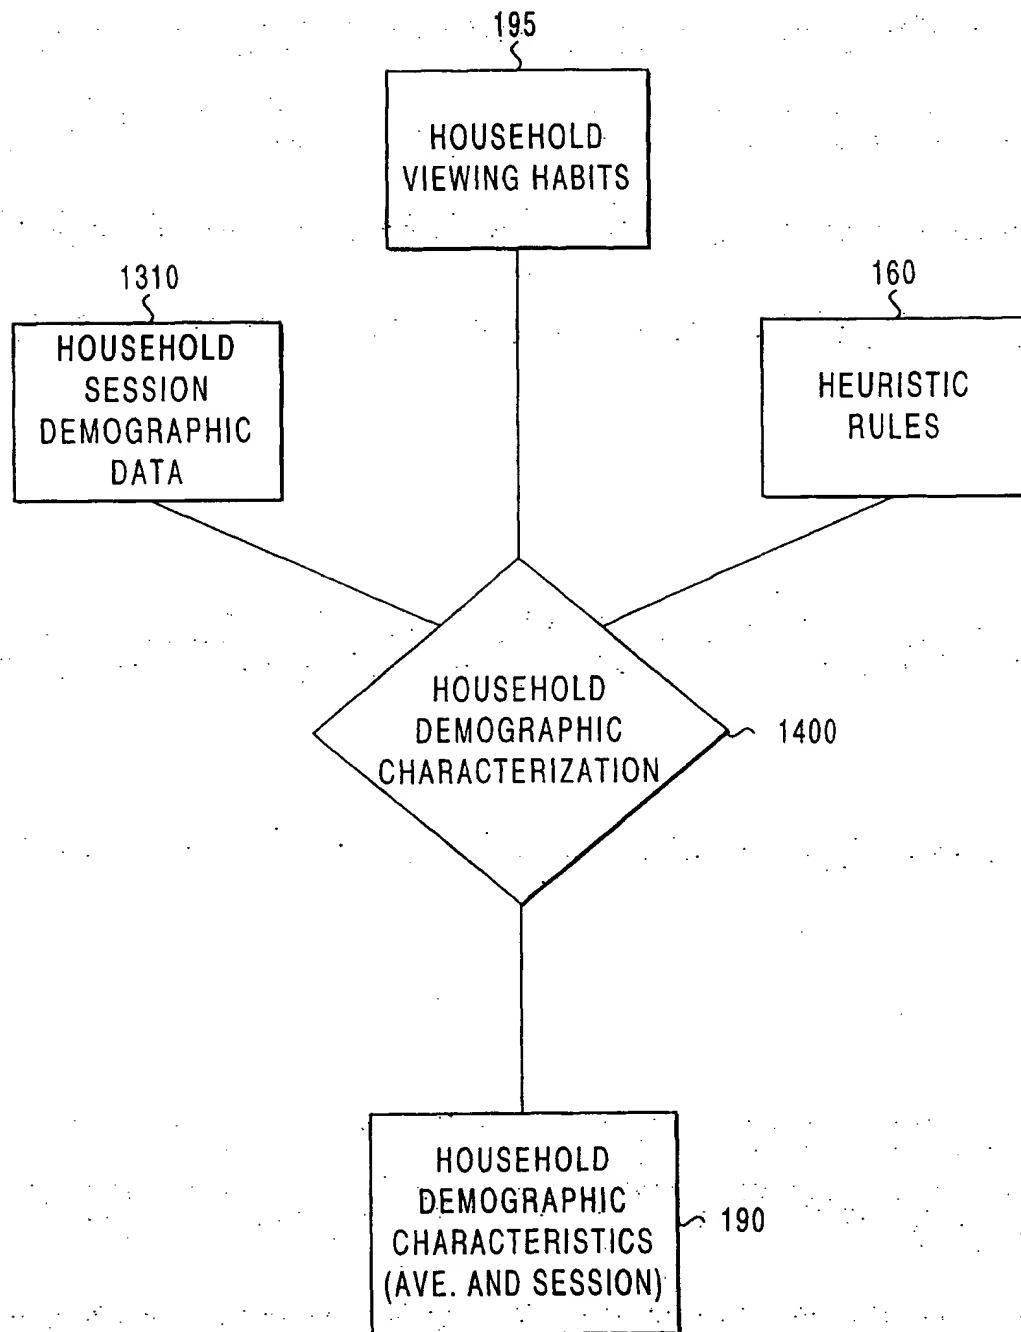 195
HOUSEHOLD
VIEWING HABITS
1310
HOUSEHOLD
SESSION
DEMOGRAPHIC
DATA
160
HEURISTIC
RULES
HOUSEHOLD
DEMOGRAPHIC
CHARACTERIZATION
1400
HOUSEHOLD
DEMOGRAPHIC
CHARACTERISTICS
(AVE. AND SESSION)
190